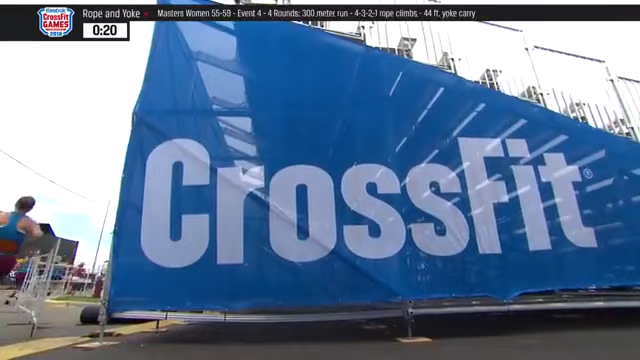 Reebok
CrossFit
GAMES
2018
Rope and Yoke
Masters Women 55-59 - Event 4 - 4 Rounds: 300 meter run - 4-3-2-1 rope climbs - 44 ft. yoke carry
0:20
CrossFit®